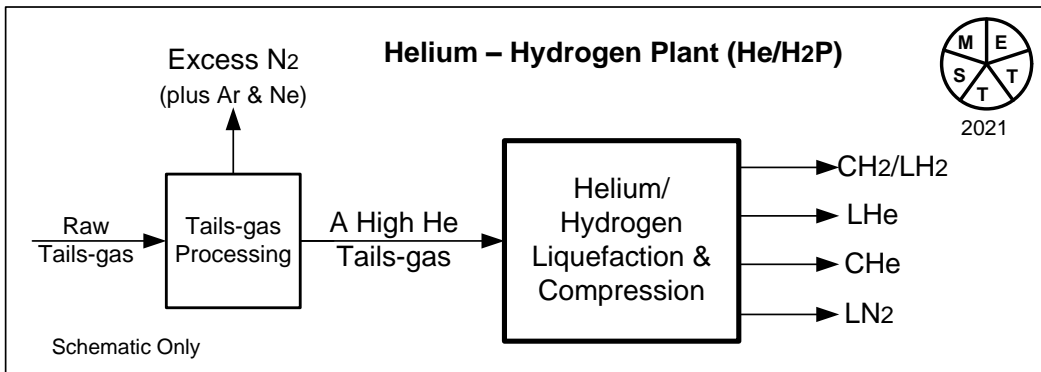 Helium – Hydrogen Plant (He/H2P)
M E
S T
T
2021
Excess N2
(plus Ar & Ne)
Raw
Tails-gas
Tails-gas
Processing
A High He
Tails-gas
Helium/
Hydrogen
Liquefaction &
Compression
CH2/LH2
LHe
CHe
LN2
Schematic Only